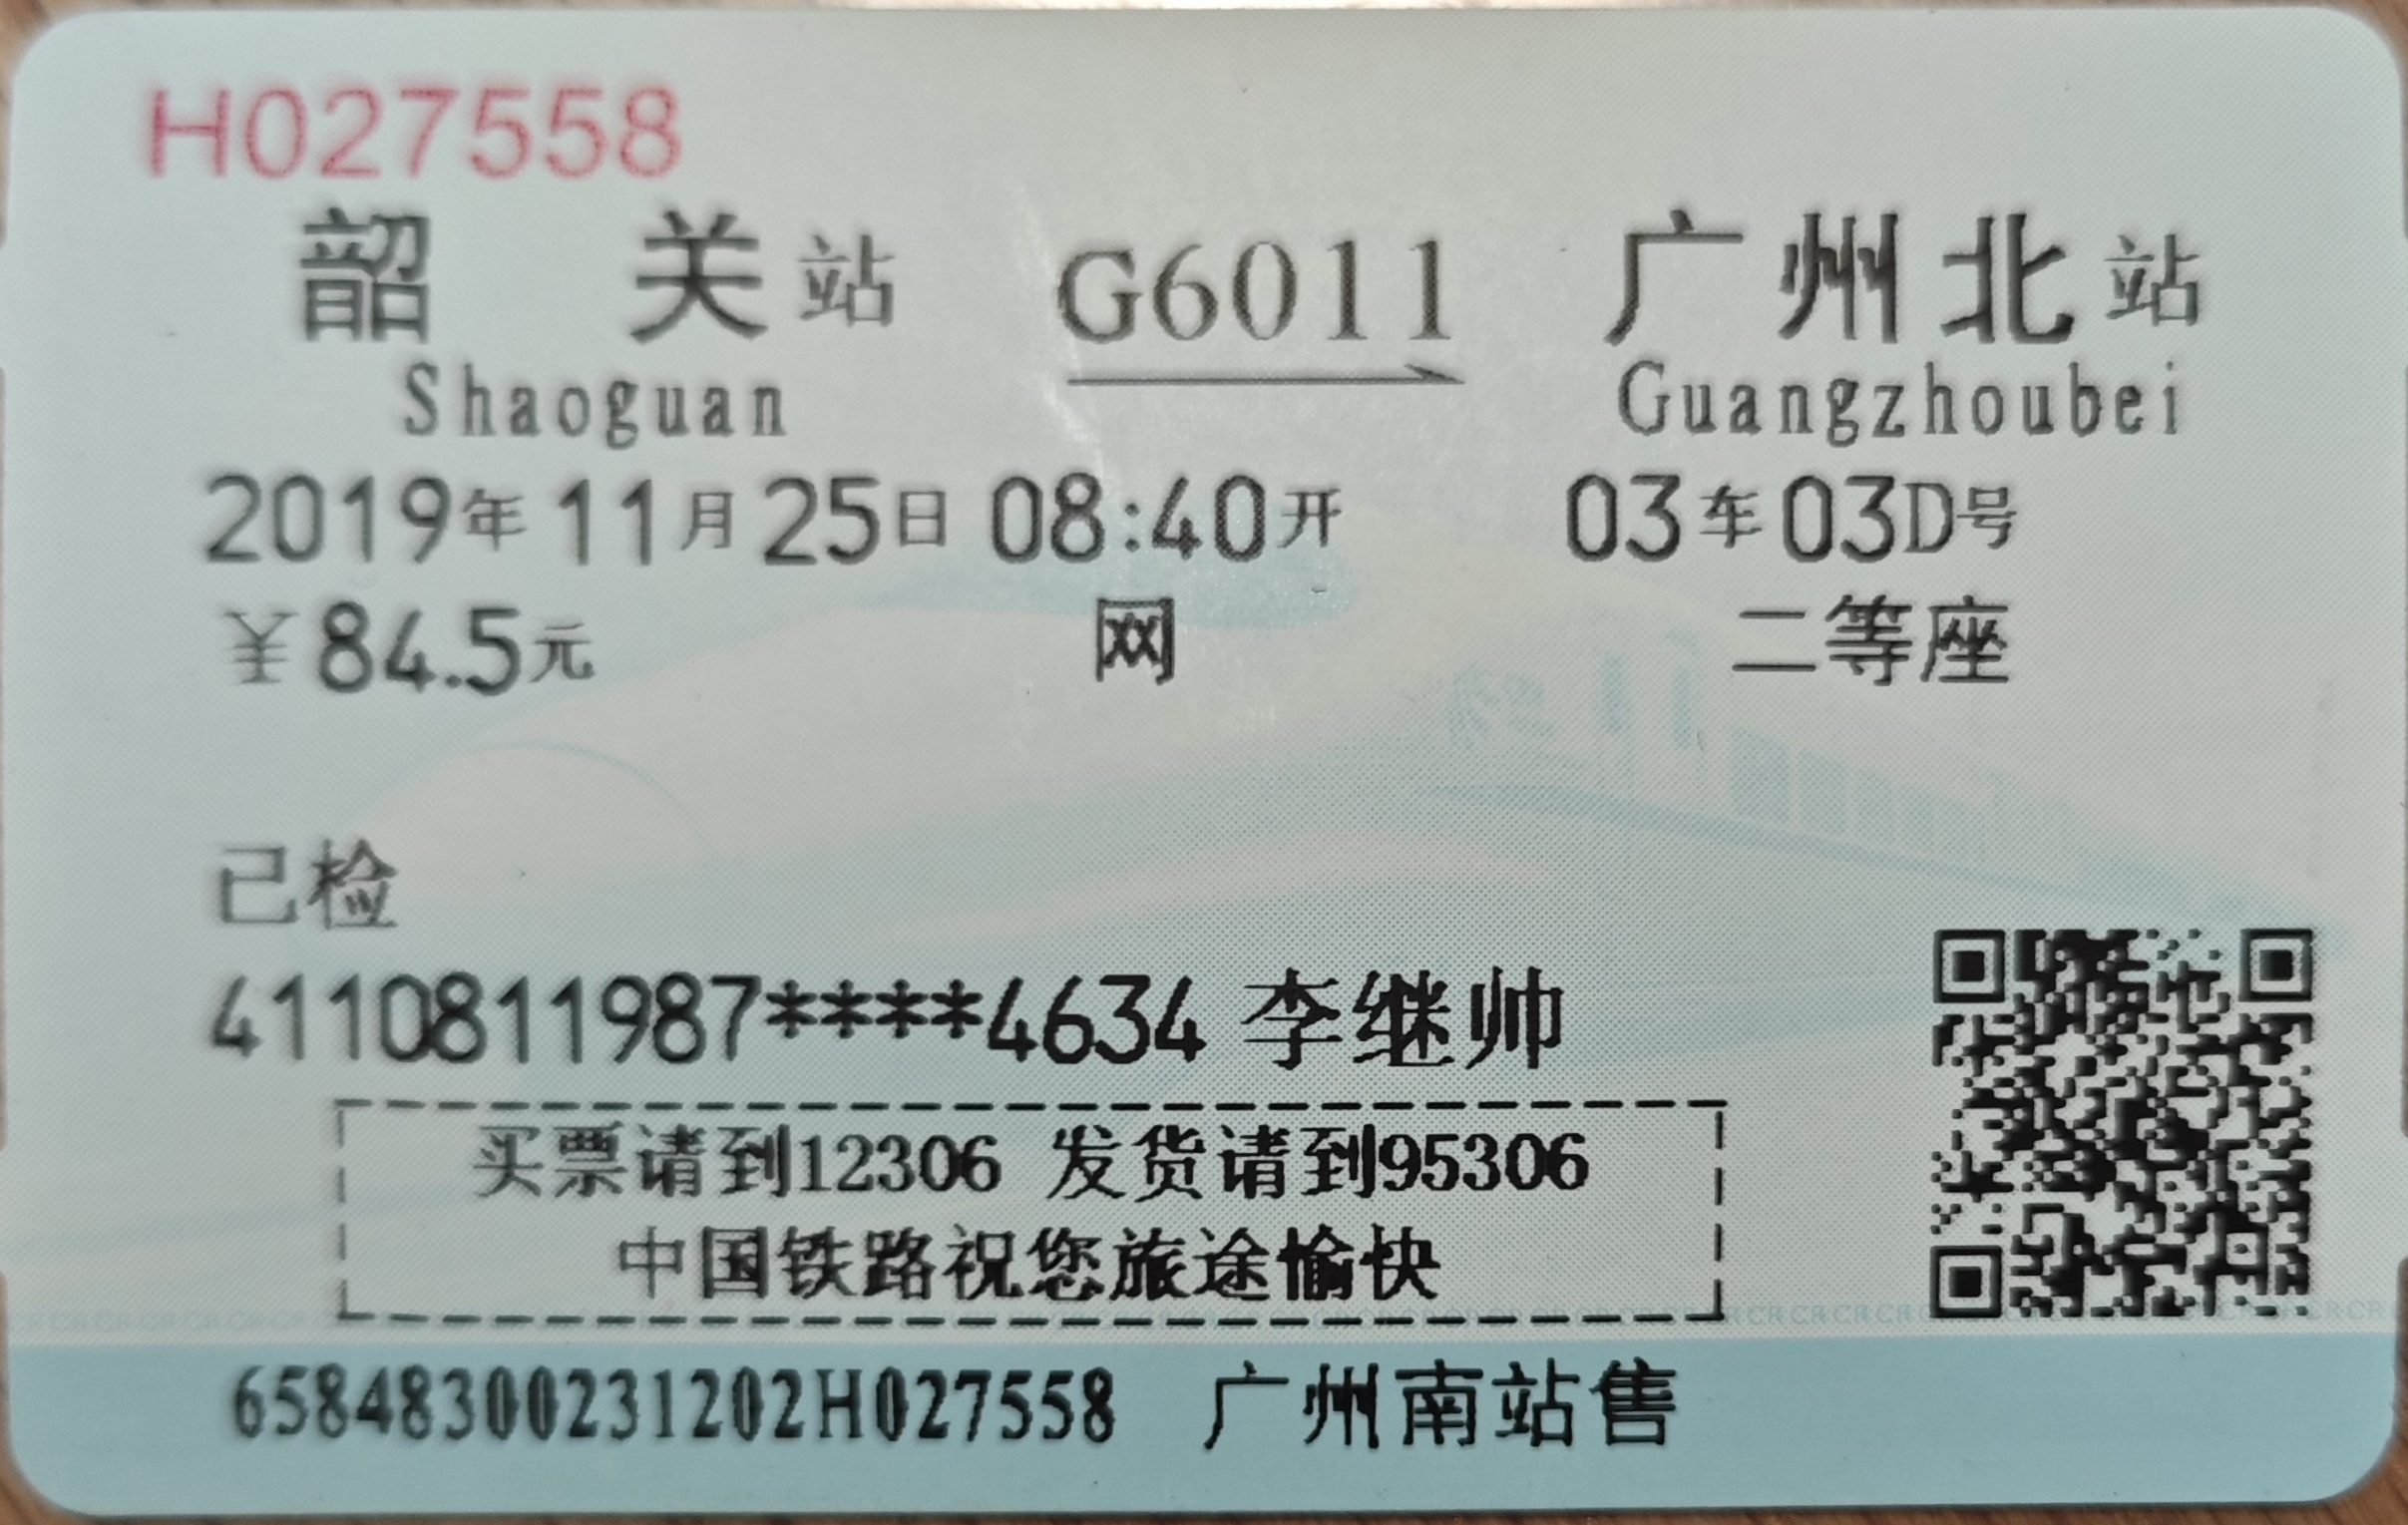 H027558
韶关站 G6011 广州北站
Shaoguan Guangzhoubei
2019年11月25日 08:40开 03车03D号
¥84.5元 网 二等座
已检
4110811987****4634 李继帅
买票请到12306 发货请到95306
中国铁路祝您旅途愉快
65848300231202H027558 广州南站售